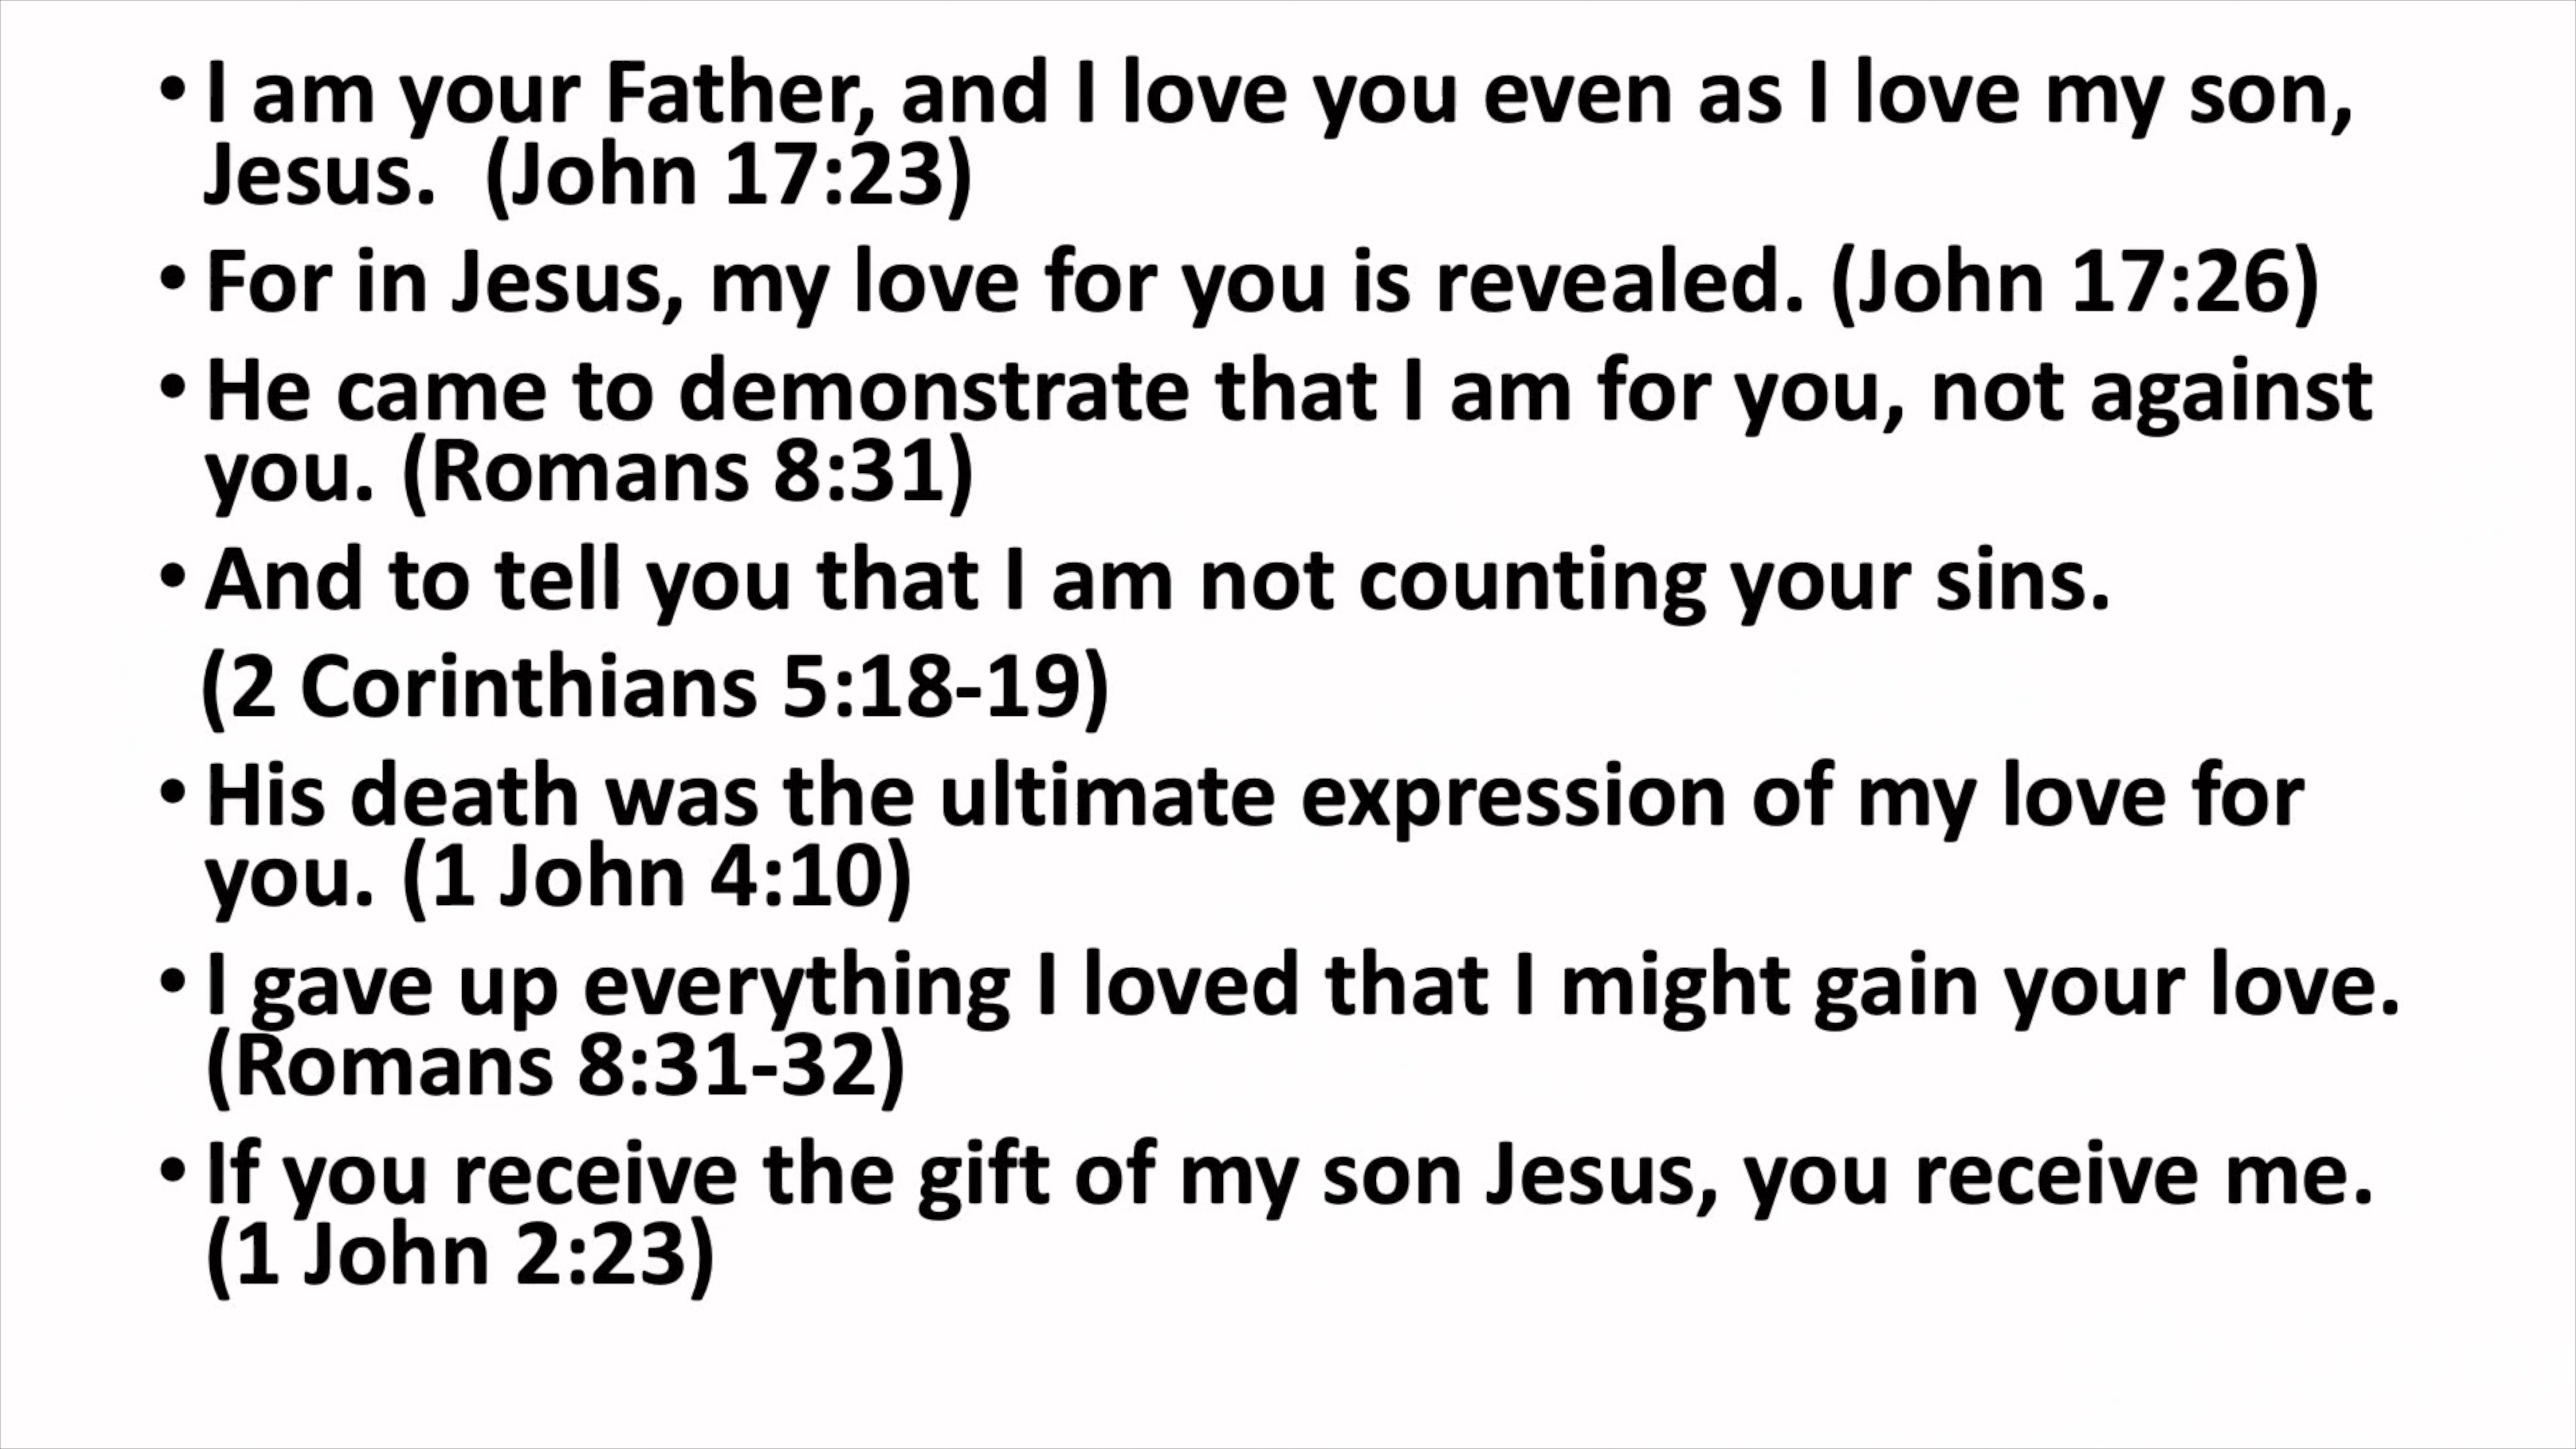 • I am your Father, and I love you even as I love my son,
Jesus.  (John 17:23)
• For in Jesus, my love for you is revealed. (John 17:26)
• He came to demonstrate that I am for you, not against
you. (Romans 8:31)
• And to tell you that I am not counting your sins.
(2 Corinthians 5:18-19)
• His death was the ultimate expression of my love for
you. (1 John 4:10)
• I gave up everything I loved that I might gain your love.
(Romans 8:31-32)
• If you receive the gift of my son Jesus, you receive me.
(1 John 2:23)